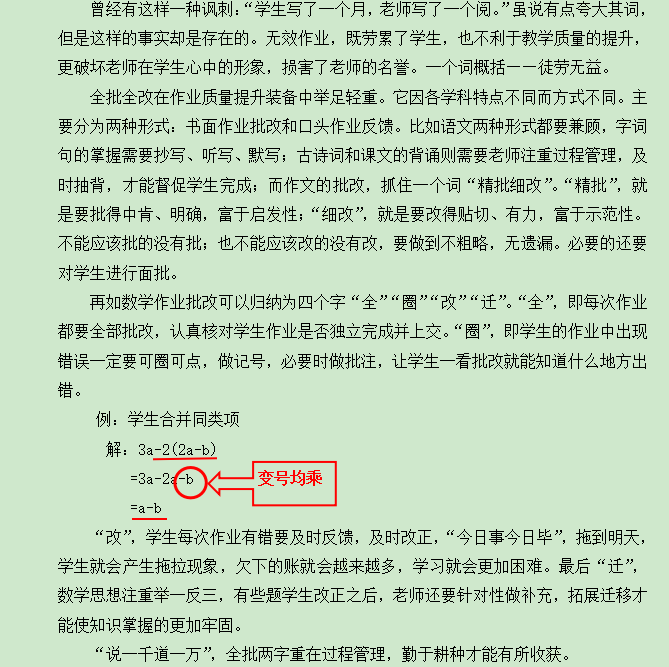 曾经有这样一种讽刺：“学生写了一个月，老师写了一个阅。”虽说有点夸大其词，
但是这样的事实却是存在的。无效作业，既劳累了学生，也不利于教学质量的提升，
更破坏老师在学生心中的形象，损害了老师的名誉。一个词概括——徒劳无益。
全批全改在作业质量提升装备中举足轻重。它因各学科特点不同而方式不同。主
要分为两种形式：书面作业批改和口头作业反馈。比如语文两种形式都要兼顾，字词
句的掌握需要抄写、听写、默写；古诗词和课文的背诵则需要老师注重过程管理，及
时抽背，才能督促学生完成；而作文的批改，抓住一个词“精批细改”。“精批”，就
是要批得中肯、明确，富于启发性；“细改”，就是要改得贴切、有力，富于示范性。
不能应该批的没有批；也不能应该改的没有改，要做到不粗略，无遗漏。必要的还要
对学生进行面批。
再如数学作业批改可以归纳为四个字“全”“圈”“改”“迁”。“全”，即每次作业
都要全部批改，认真核对学生作业是否独立完成并上交。“圈”，即学生的作业中出现
错误一定要可圈可点，做记号，必要时做批注，让学生一看批改就能知道什么地方出
错。
例：学生合并同类项
解：3a-2(2a-b)
=3a-2a-b 变号均乘
=a-b
“改”，学生每次作业有错要及时反馈，及时改正，“今日事今日毕”，拖到明天，
学生就会产生拖拉现象，欠下的账就会越来越多，学习就会更加困难。最后“迁”，
数学思想注重举一反三，有些题学生改正之后，老师还要针对性做补充，拓展迁移才
能使知识掌握的更加牢固。
“说一千道一万”，全批两字重在过程管理，勤于耕种才能有所收获。